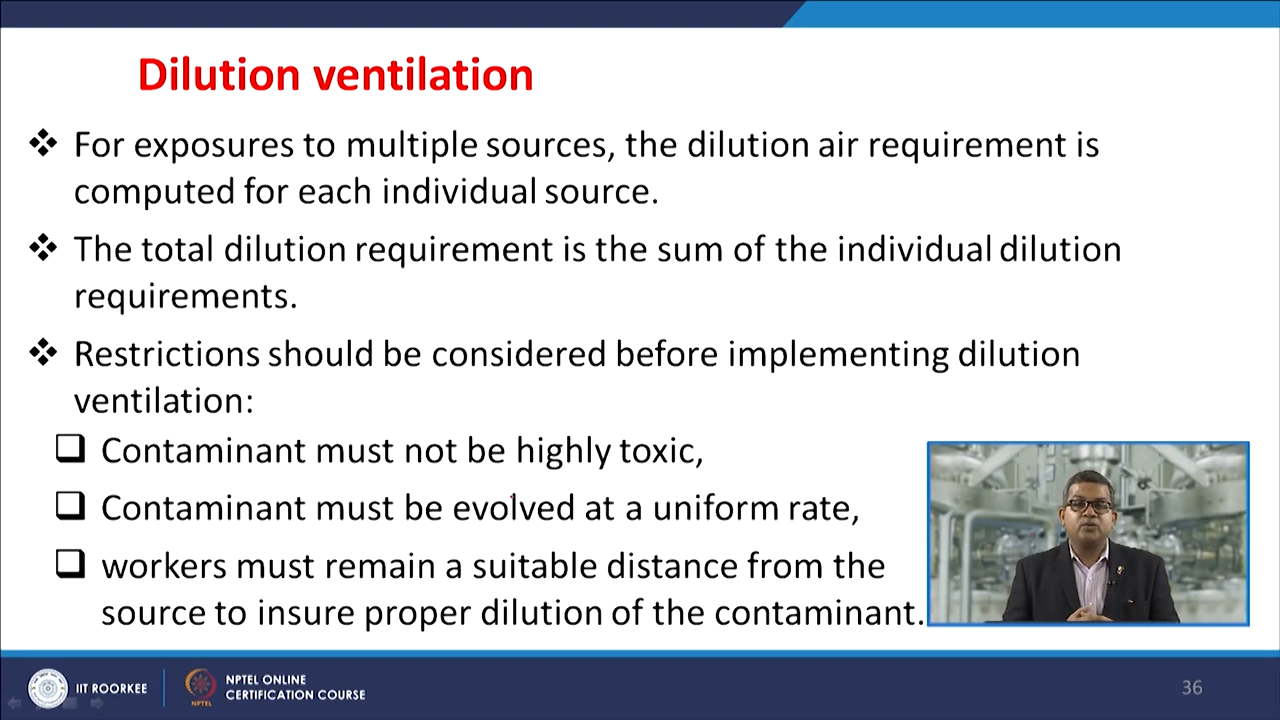 Dilution ventilation
❖ For exposures to multiple sources, the dilution air requirement is
computed for each individual source.
❖ The total dilution requirement is the sum of the individual dilution
requirements.
❖ Restrictions should be considered before implementing dilution
ventilation:
❑ Contaminant must not be highly toxic,
❑ Contaminant must be evolved at a uniform rate,
❑ workers must remain a suitable distance from the
source to insure proper dilution of the contaminant.
IIT ROORKEE
NPTEL
NPTEL ONLINE
CERTIFICATION COURSE
36